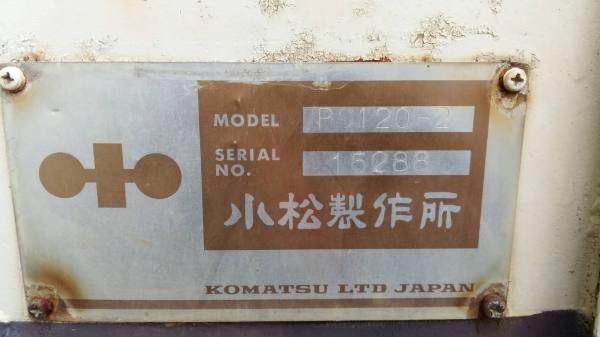 MODEL PC120-2
SERIAL NO. 15288
小松製作所
KOMATSU LTD JAPAN